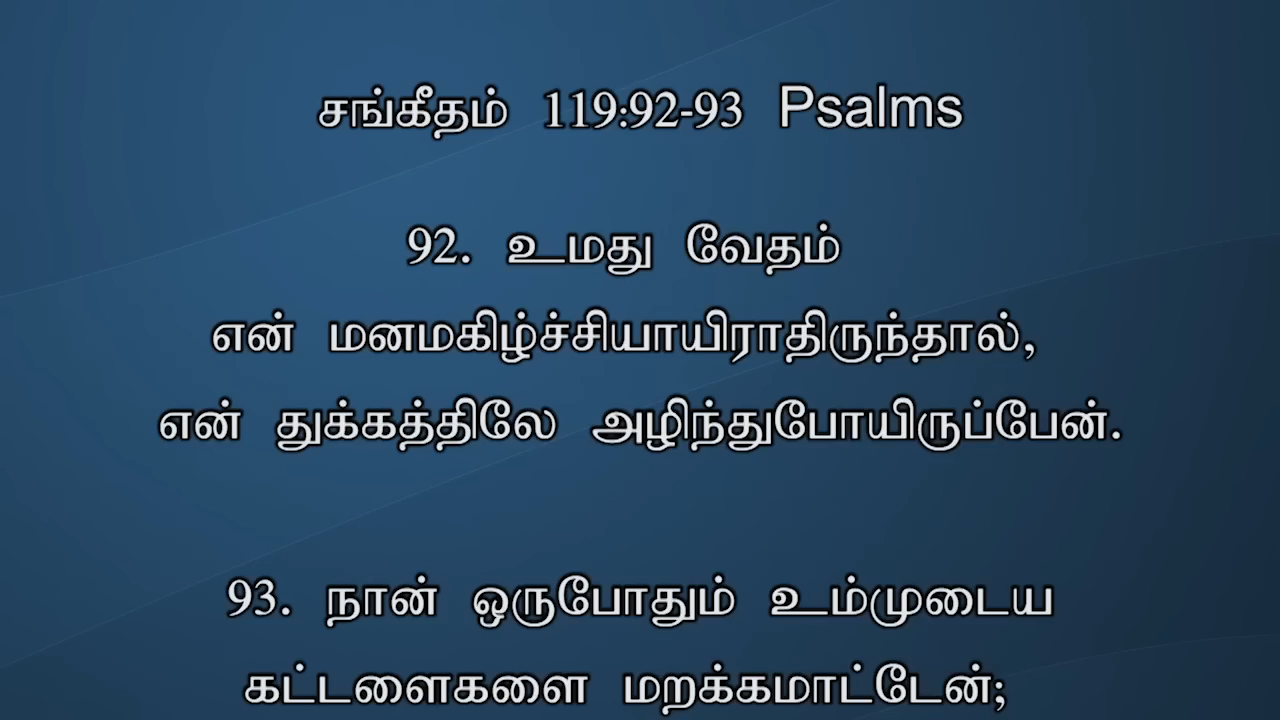 சங்கீதம் 119:92-93 Psalms
92. உமது வேதம்
என் மனமகிழ்ச்சியாயிராதிருந்தால்,
என் துக்கத்திலே அழிந்துபோயிருப்பேன்.
93. நான் ஒருபோதும் உம்முடைய
கட்டளைகளை மறக்கமாட்டேன்;